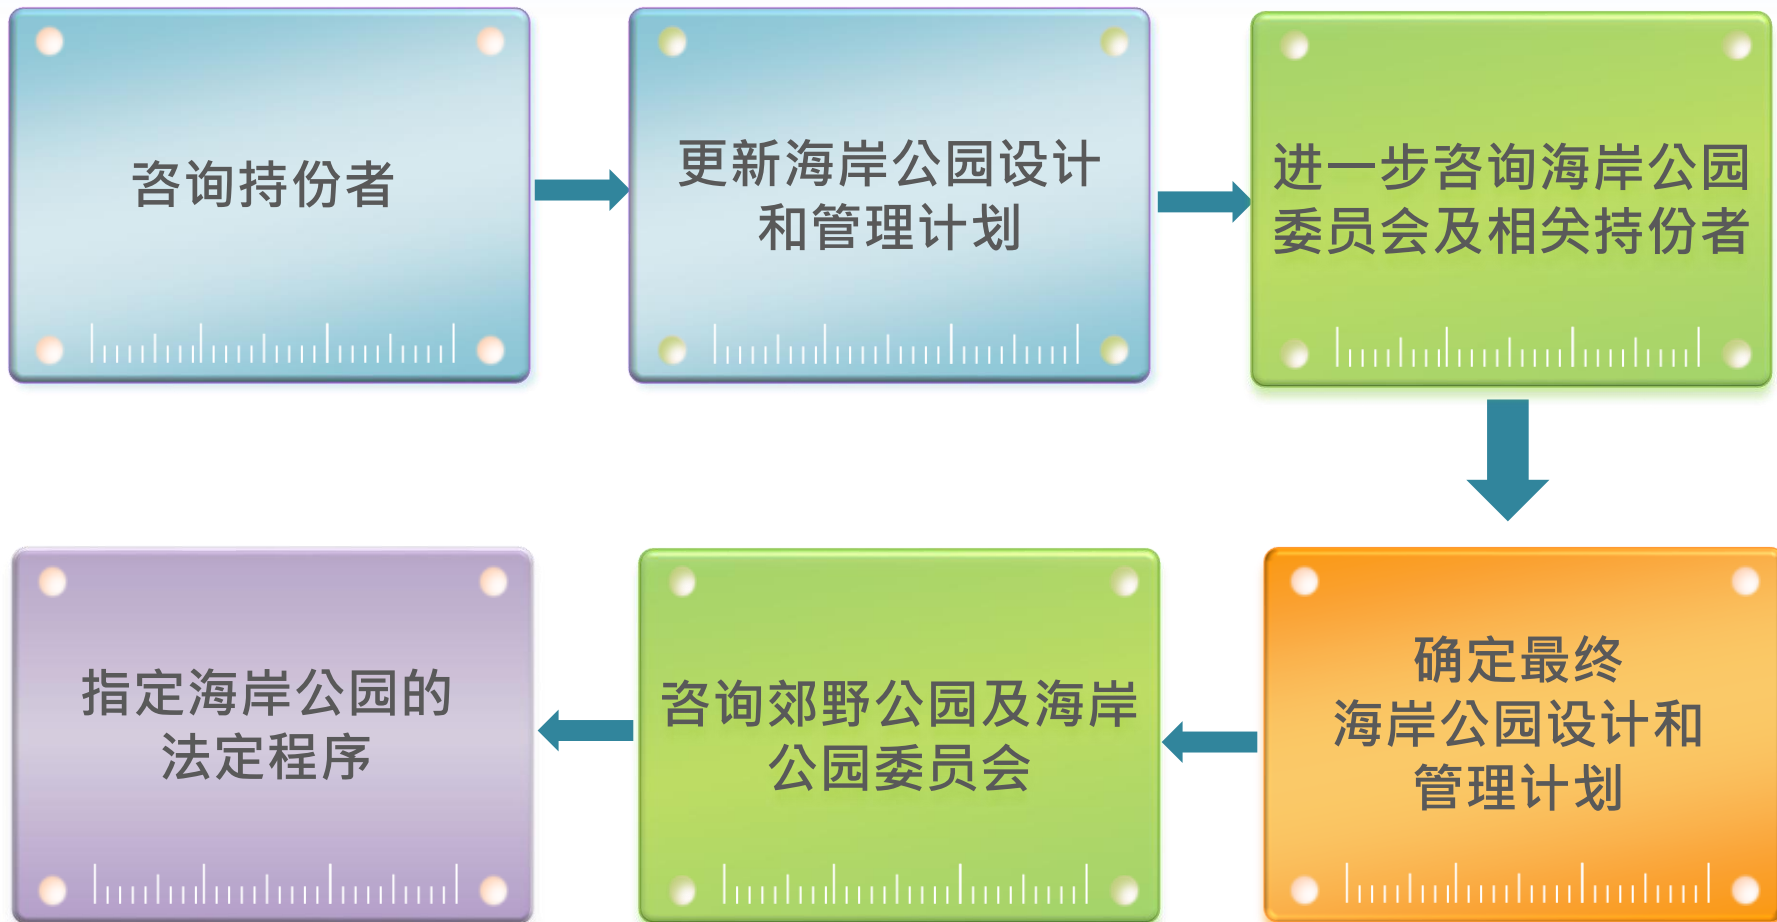 咨询持份者
更新海岸公园设计
和管理计划
进一步咨询海岸公园
委员会及相关持份者
确定最终
海岸公园设计和
管理计划
咨询郊野公园及海岸
公园委员会
指定海岸公园的
法定程序